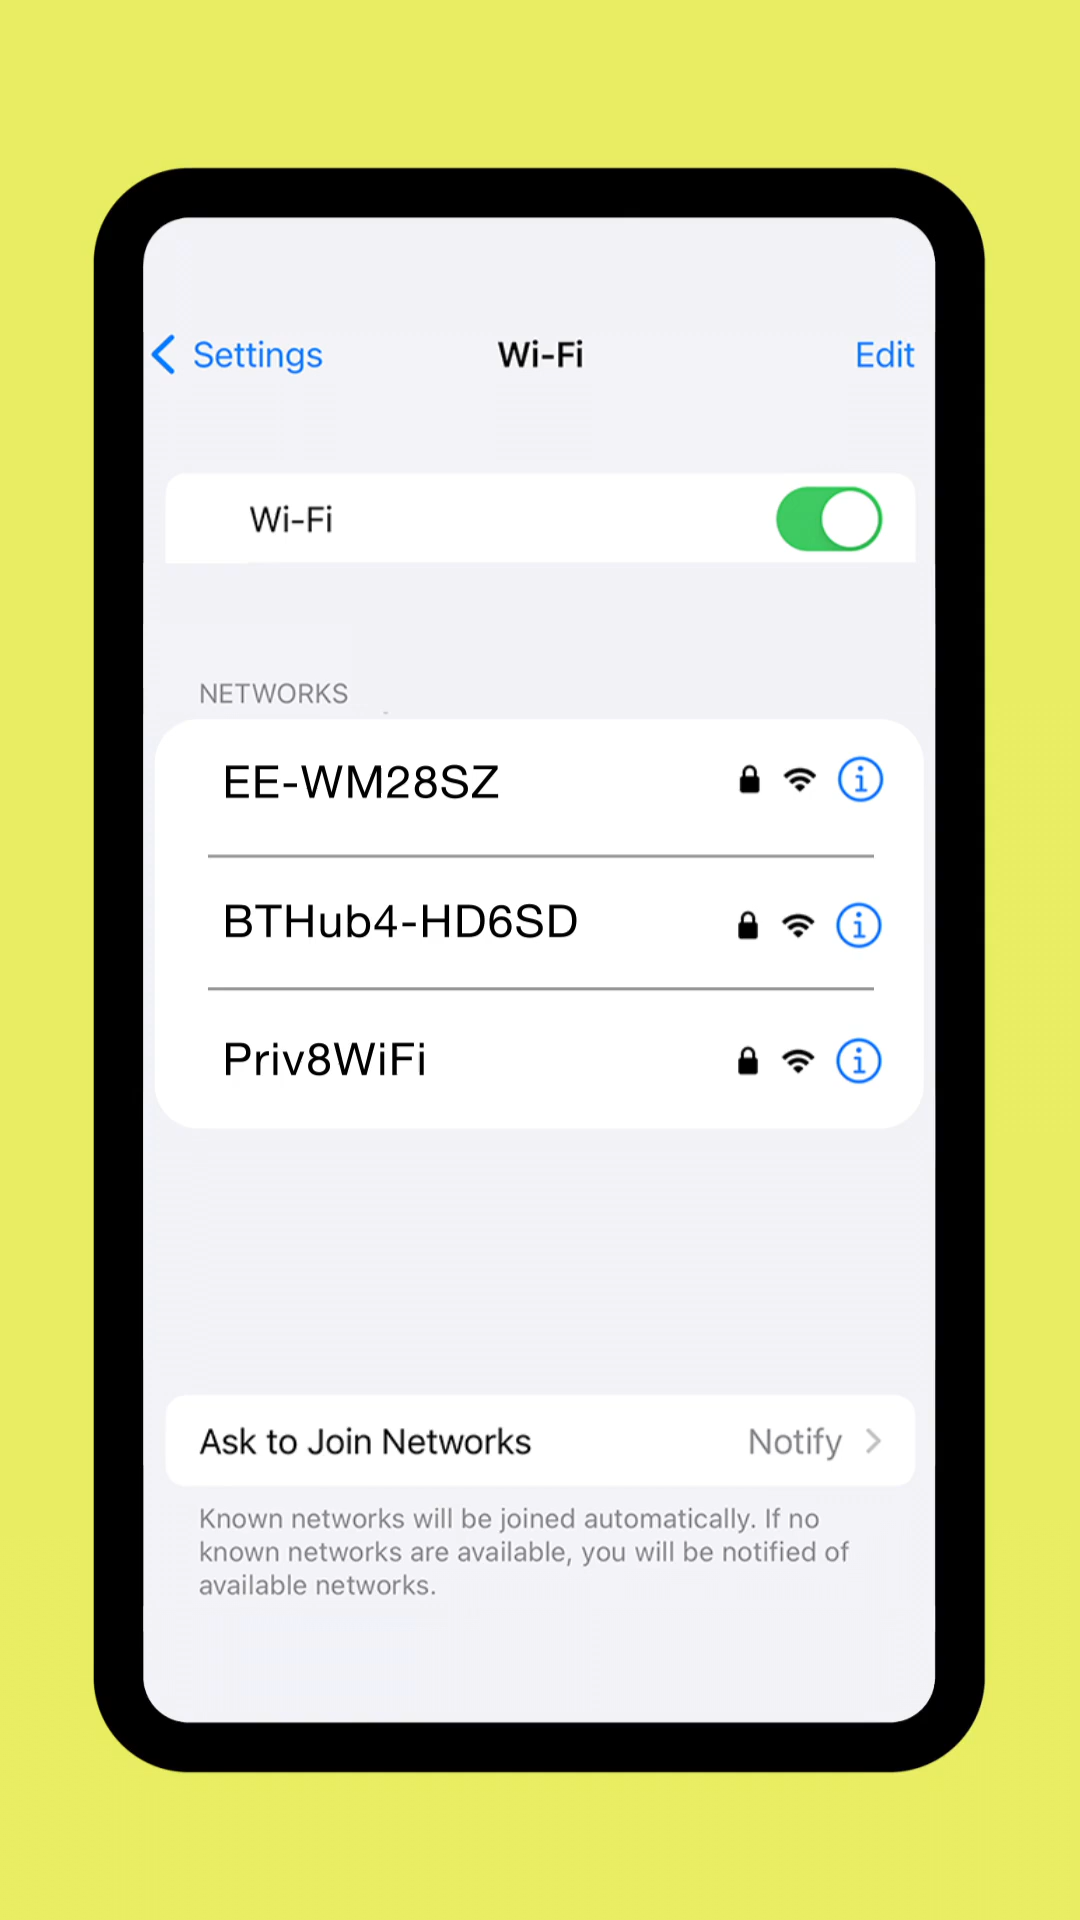 Settings
Wi-Fi
Edit
Wi-Fi
NETWORKS
EE-WM28SZ
BTHub4-HD6SD
Priv8WiFi
Ask to Join Networks
Notify
Known networks will be joined automatically. If no
known networks are available, you will be notified of
available networks.